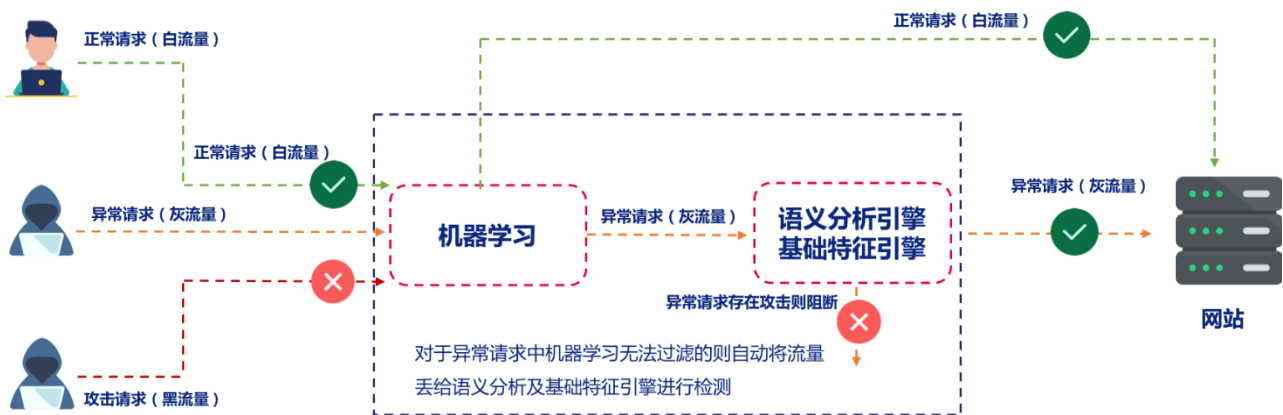 正常请求（白流量）
正常请求（白流量）
正常请求（白流量）
异常请求（灰流量）
异常请求（灰流量）
异常请求（灰流量）
机器学习
语义分析引擎
基础特征引擎
异常请求存在攻击则阻断
网站
对于异常请求中机器学习无法过滤的则自动将流量
丢给语义分析及基础特征引擎进行检测
攻击请求（黑流量）